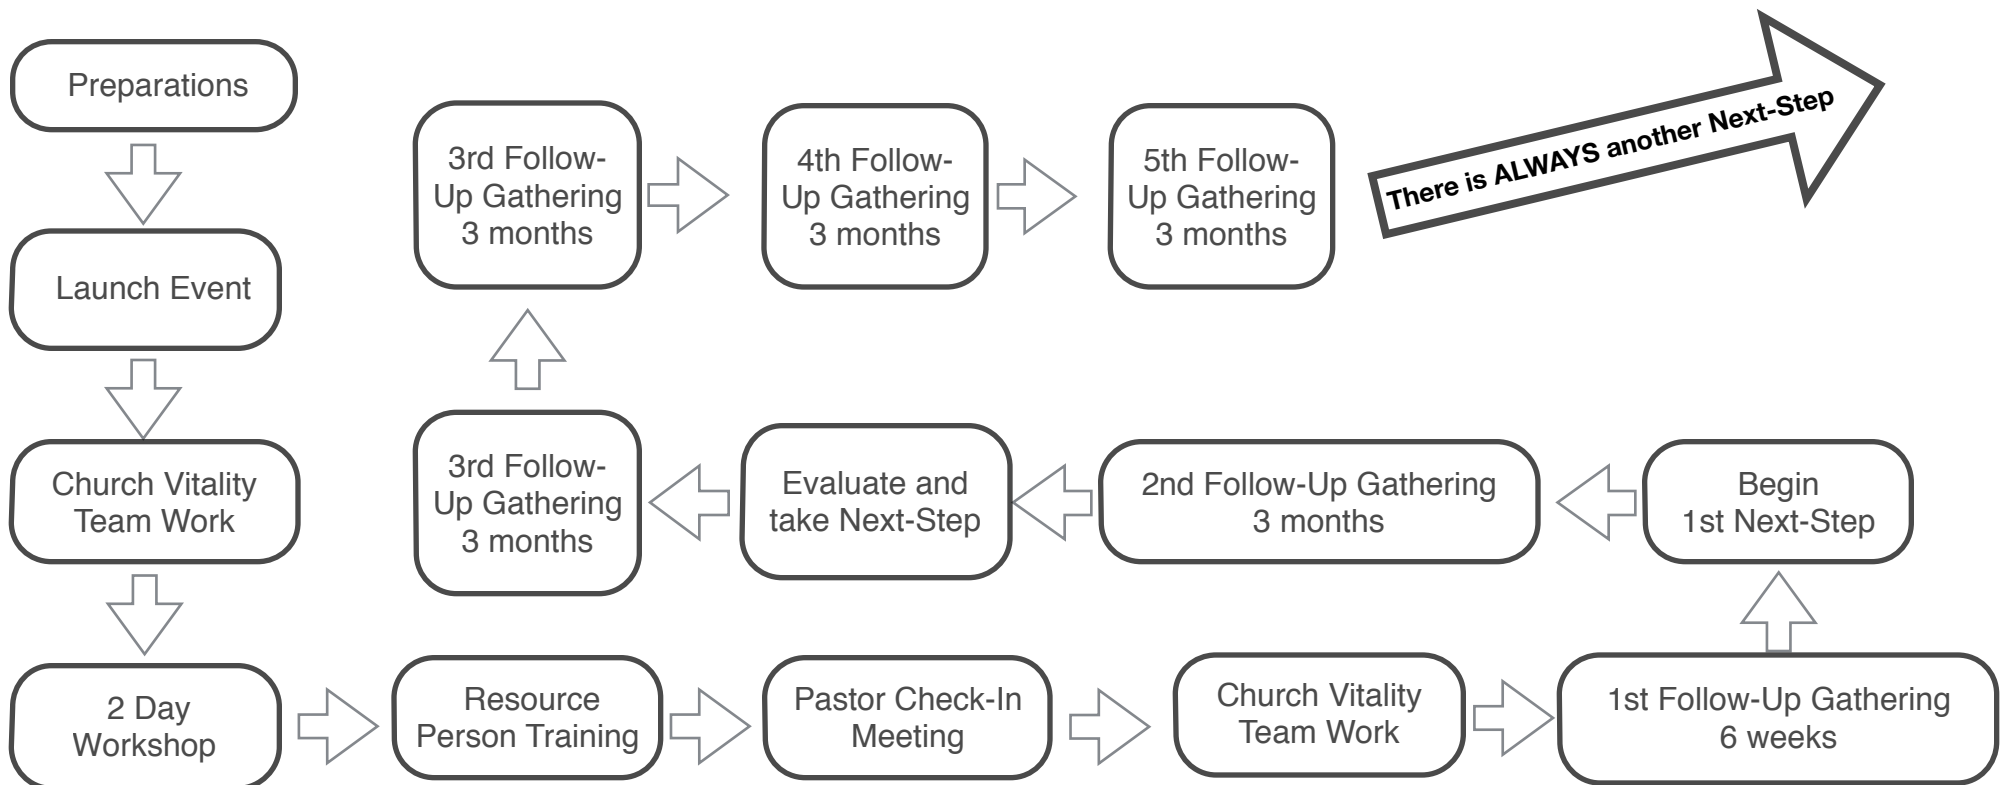 Preparations
Launch Event
Church Vitality
Team Work
2 Day
Workshop
Resource
Person Training
Pastor Check-In
Meeting
Church Vitality
Team Work
1st Follow-Up Gathering
6 weeks
Begin
1st Next-Step
2nd Follow-Up Gathering
3 months
Evaluate and
take Next-Step
3rd Follow-
Up Gathering
3 months
3rd Follow-
Up Gathering
3 months
4th Follow-
Up Gathering
3 months
5th Follow-
Up Gathering
3 months
There is ALWAYS another Next-Step